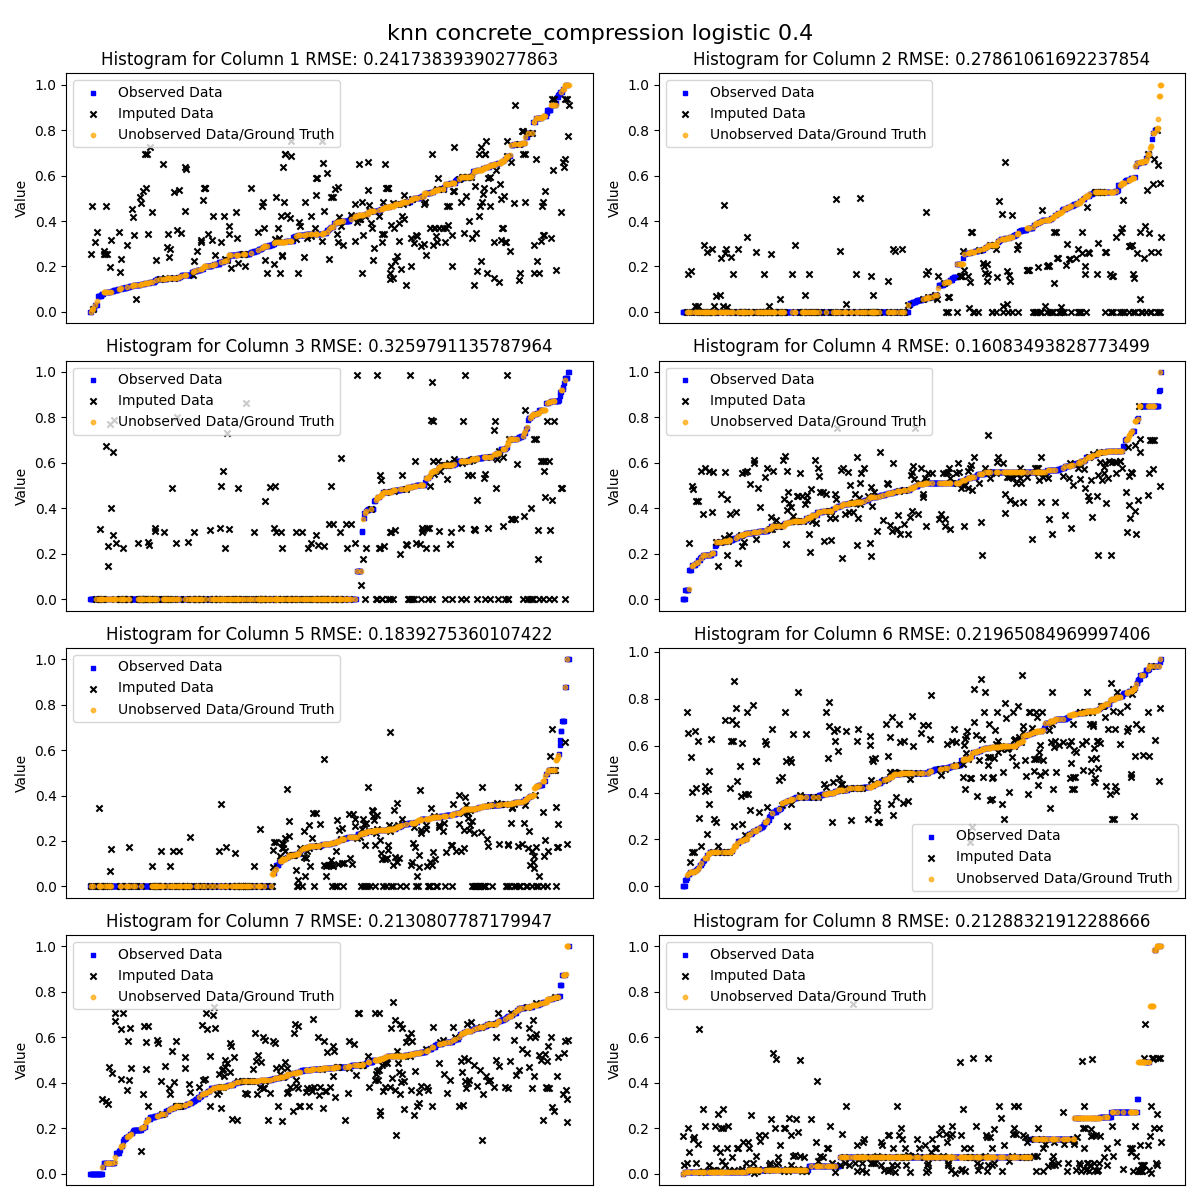 knn concrete_compression logistic 0.4
Histogram for Column 1 RMSE: 0.24173839390277863
Value
1.0
0.8
0.6
0.4
0.2
0.0
Observed Data
Imputed Data
Unobserved Data/Ground Truth
Histogram for Column 2 RMSE: 0.27861061692237854
Value
1.0
0.8
0.6
0.4
0.2
0.0
Observed Data
Imputed Data
Unobserved Data/Ground Truth
Histogram for Column 3 RMSE: 0.3259791135787964
Value
1.0
0.8
0.6
0.4
0.2
0.0
Observed Data
Imputed Data
Unobserved Data/Ground Truth
Histogram for Column 4 RMSE: 0.16083493828773499
Value
1.0
0.8
0.6
0.4
0.2
0.0
Observed Data
Imputed Data
Unobserved Data/Ground Truth
Histogram for Column 5 RMSE: 0.1839275360107422
Value
1.0
0.8
0.6
0.4
0.2
0.0
Observed Data
Imputed Data
Unobserved Data/Ground Truth
Histogram for Column 6 RMSE: 0.21965084969997406
Value
1.0
0.8
0.6
0.4
0.2
0.0
Observed Data
Imputed Data
Unobserved Data/Ground Truth
Histogram for Column 7 RMSE: 0.2130807787179947
Value
1.0
0.8
0.6
0.4
0.2
0.0
Observed Data
Imputed Data
Unobserved Data/Ground Truth
Histogram for Column 8 RMSE: 0.21288321912288666
Value
1.0
0.8
0.6
0.4
0.2
0.0
Observed Data
Imputed Data
Unobserved Data/Ground Truth